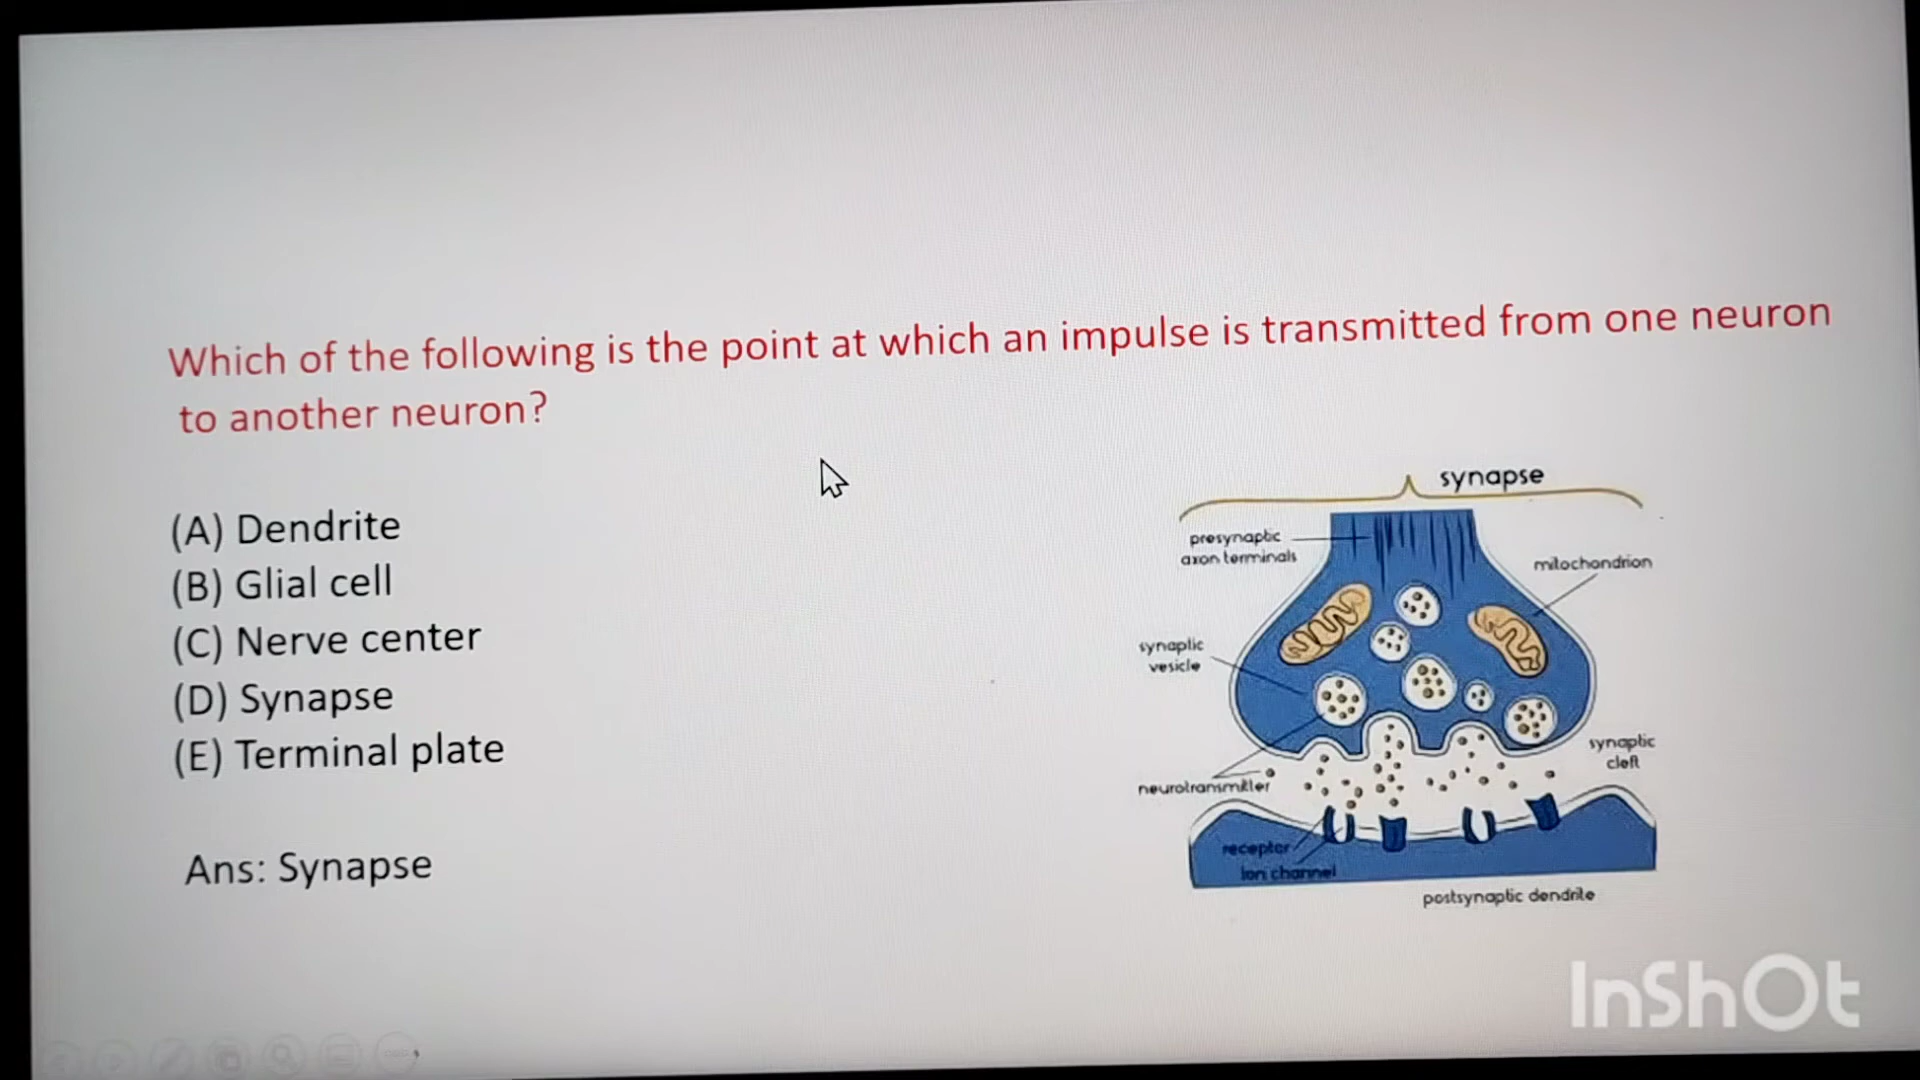 Which of the following is the point at which an impulse is transmitted from one neuron
to another neuron?
(A) Dendrite
(B) Glial cell
(C) Nerve center
(D) Synapse
(E) Terminal plate
Ans: Synapse
synapse
presynaptic
axon terminals
mitochondrion
synaptic
vesicle
synaptic
cleft
neurotransmitter
receptor
ion channel
postsynaptic dendrite
InShOt